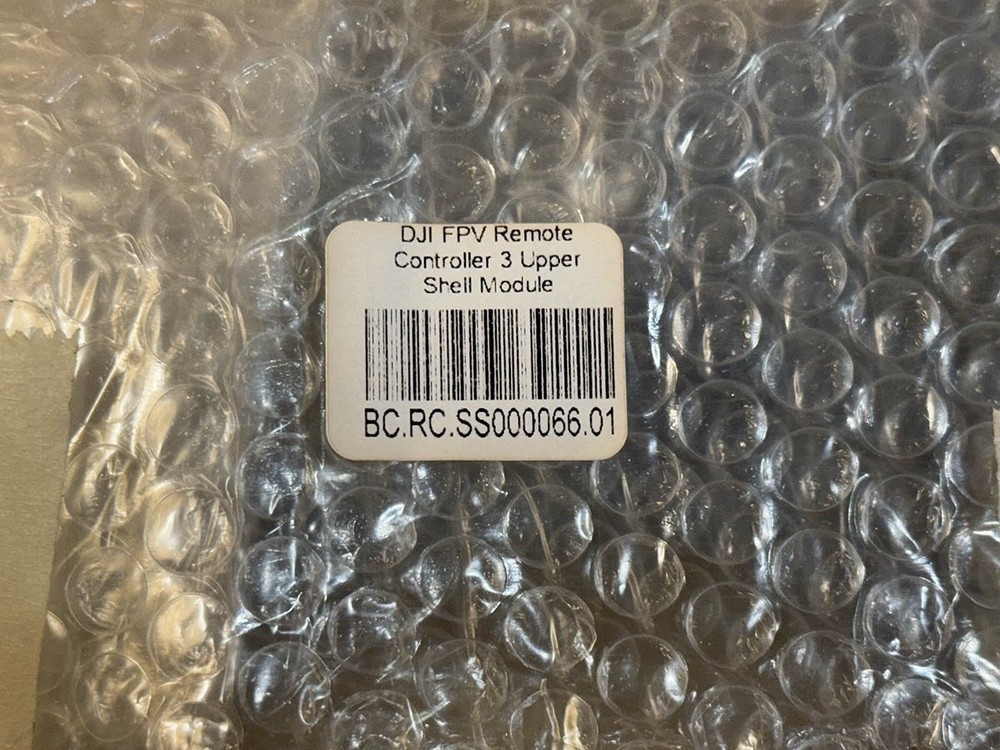 DJI FPV Remote
Controller 3 Upper
Shell Module
BC.RC.SS000066.01